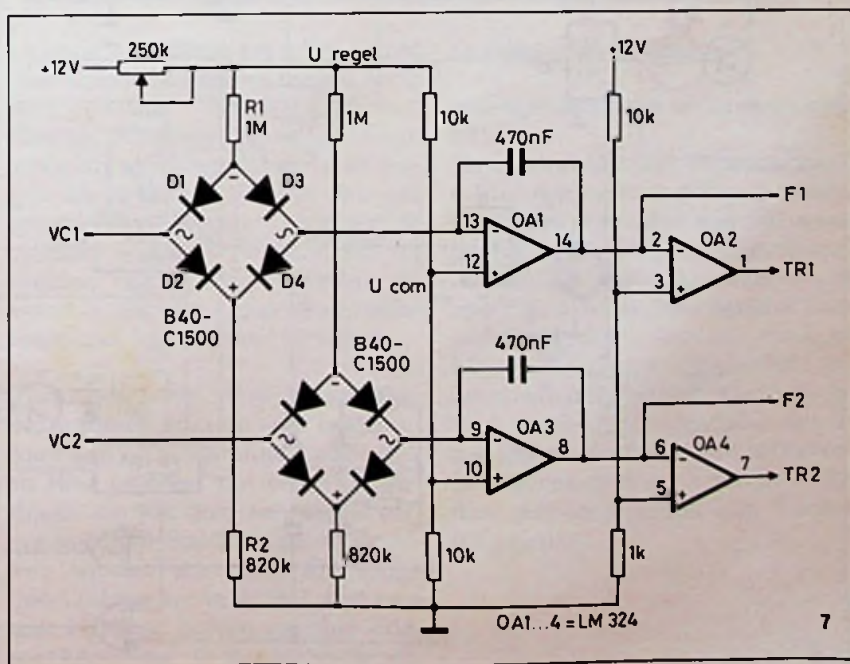 +12V
250k
U regel
+12V
R1
1M
1M
10k
10k
470nF
D1
D3
F1
VC1
13
OA1
14
2
OA2
1
TR1
12
3
D2
D4
U com
B40-
C1500
B40-
C1500
470nF
F2
VC2
9
OA3
8
6
OA4
7
TR2
10
5
R2
820k
820k
10k
1k
OA1...4 = LM 324
7